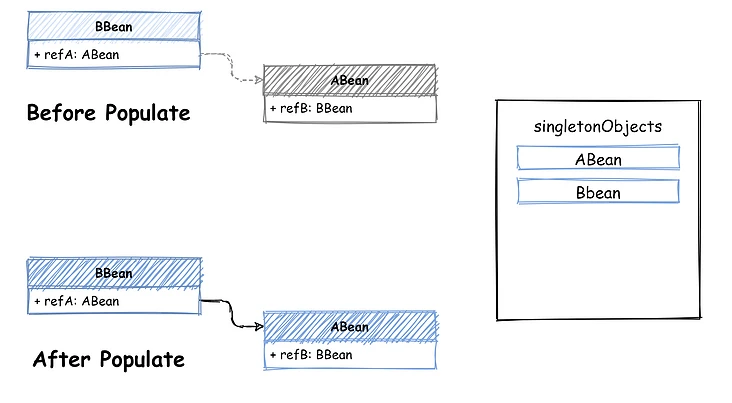 BBean
+ refA: ABean
ABean
+ refB: BBean
Before Populate
singletonObjects
ABean
Bbean
BBean
+ refA: ABean
ABean
+ refB: BBean
After Populate